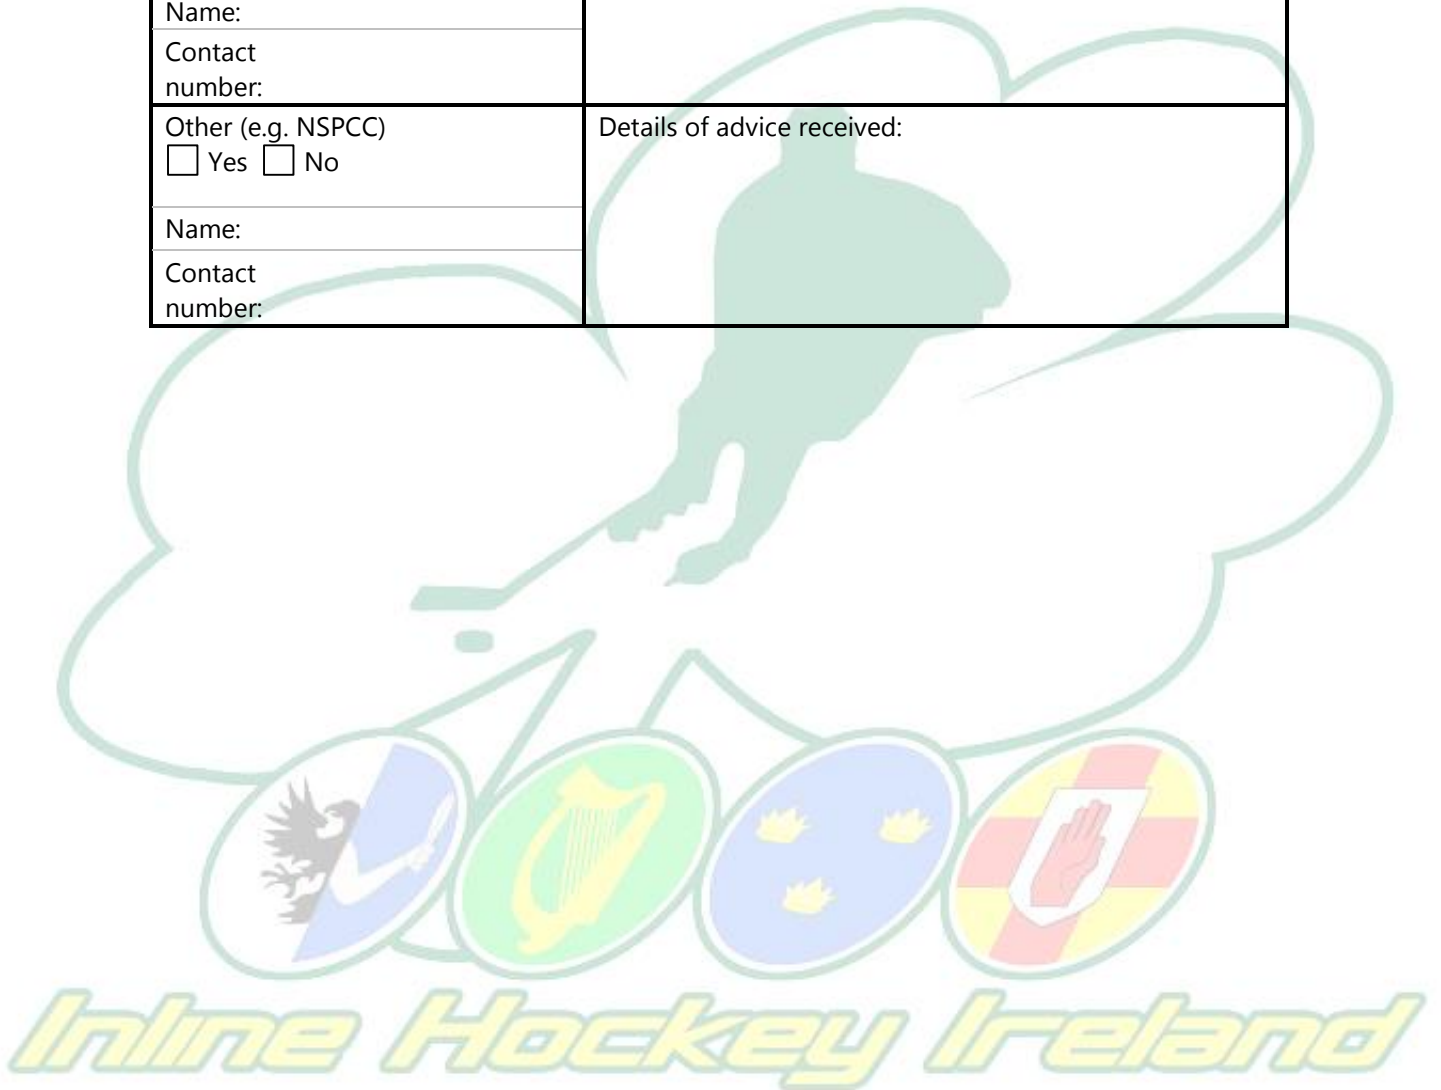 Name:
Contact
number:
Other (e.g. NSPCC)
Yes No
Name:
Contact
number:
Details of advice received:
Inline Hockey Ireland